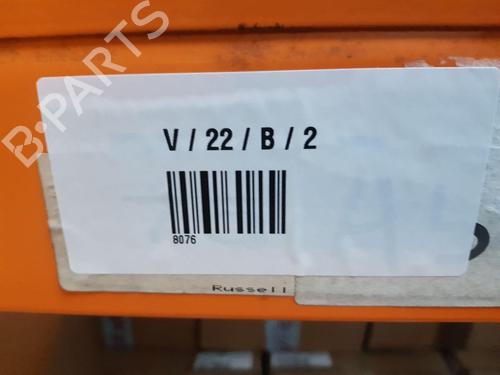 B-PARTS
V / 22 / B / 2
8076
Russell